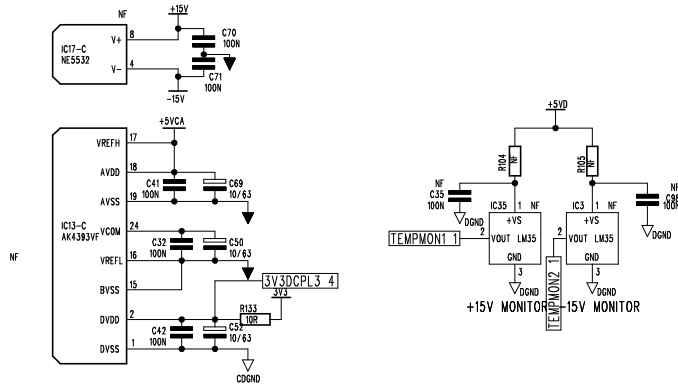 NF
+15V
IC17-C
NE5532
V+
8
V-
4
C70
100N
C71
100N
-15V
+5VCA
IC13-C
AK4393VF
NF
VREFH
17
AVDD
18
AVSS
19
VCOM
24
VREFL
16
BVSS
15
DVDD
2
DVSS
1
C41
100N
C69
10/63
C32
100N
C50
10/63
3V3DCPL3 4
3V3
R133
10R
C42
100N
C52
10/63
CDGND
+5VD
R104
NF
R105
NF
NF
C35
100N
DGND
IC35
1
NF
+VS
VOUT
LM35
GND
2
3
DGND
TEMPMON1 1
+15V MONITOR
IC3
1
NF
+VS
VOUT
LM35
GND
2
3
DGND
TEMPMON2 1
-15V MONITOR
NF
100N
DGND